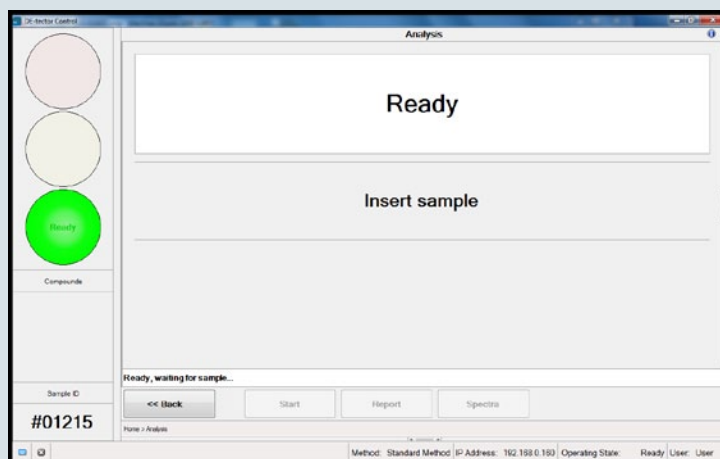 DE-tector Control
Analysis
Ready
Insert sample
Ready
Compounds
Ready, waiting for sample...
Sample ID
#01215
<< Back
Start
Report
Spectra
Home > Analysis
Method: Standard Method IP Address: 192.168.0.160 Operating State: Ready User: User